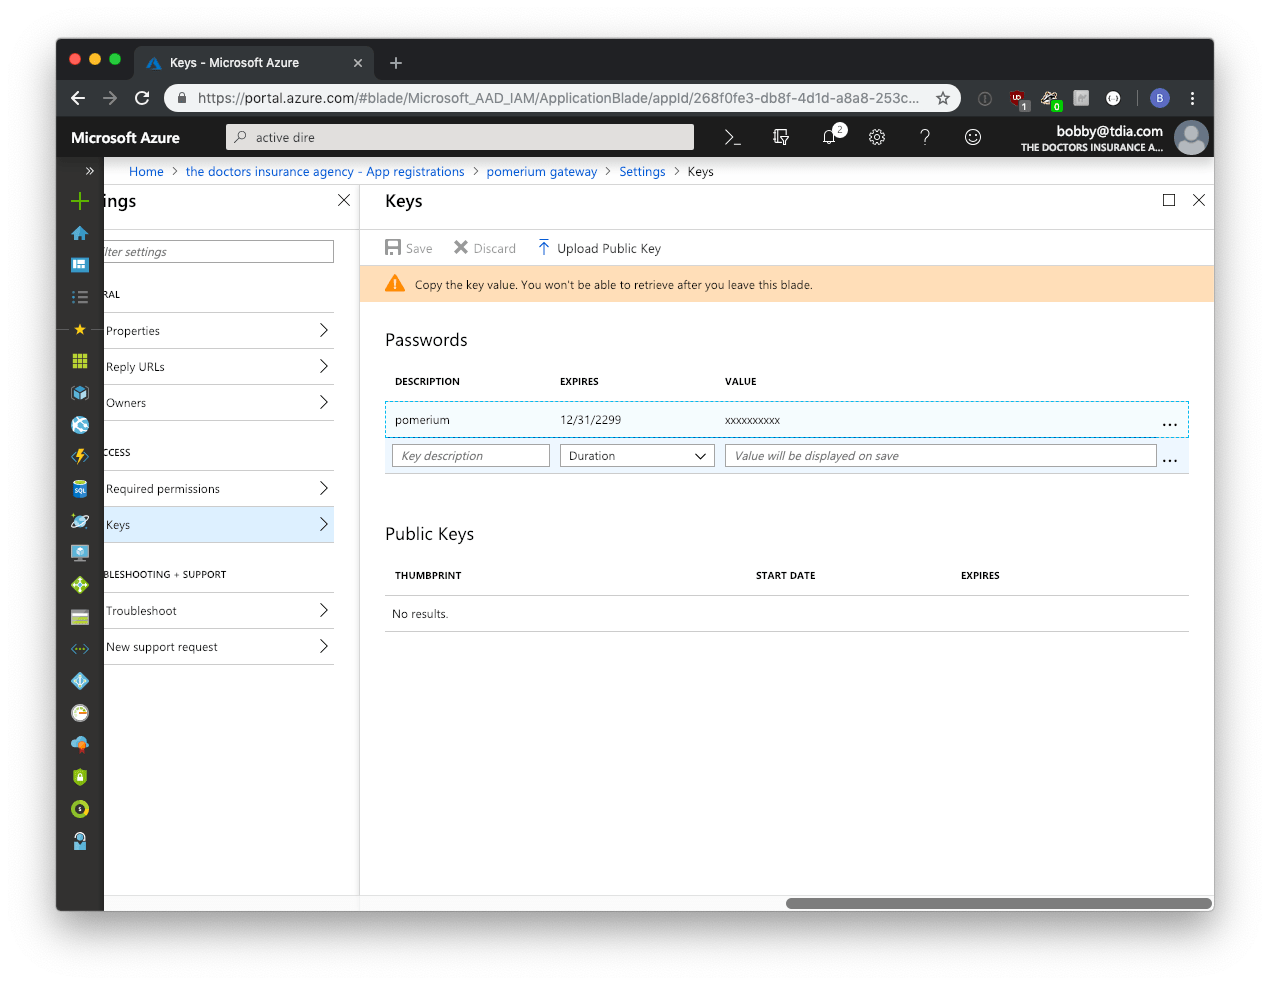 Keys - Microsoft Azure
https://portal.azure.com/#blade/Microsoft_AAD_IAM/ApplicationBlade/appId/268f0fe3-db8f-4d1d-a8a8-253c...
1
0
B
Microsoft Azure
active dire
2
bobby@tdia.com
THE DOCTORS INSURANCE A...
Home > the doctors insurance agency - App registrations > pomerium gateway > Settings > Keys
ings
Keys
ilter settings
Save
Discard
Upload Public Key
Copy the key value. You won't be able to retrieve after you leave this blade.
RAL
Properties
Reply URLs
Owners
CCESS
Required permissions
Keys
BLESHOOTING + SUPPORT
Troubleshoot
New support request
Passwords
DESCRIPTION EXPIRES VALUE
pomerium 12/31/2299 xxxxxxxxxx ...
Key description Duration Value will be displayed on save ...
Public Keys
THUMBPRINT START DATE EXPIRES
No results.